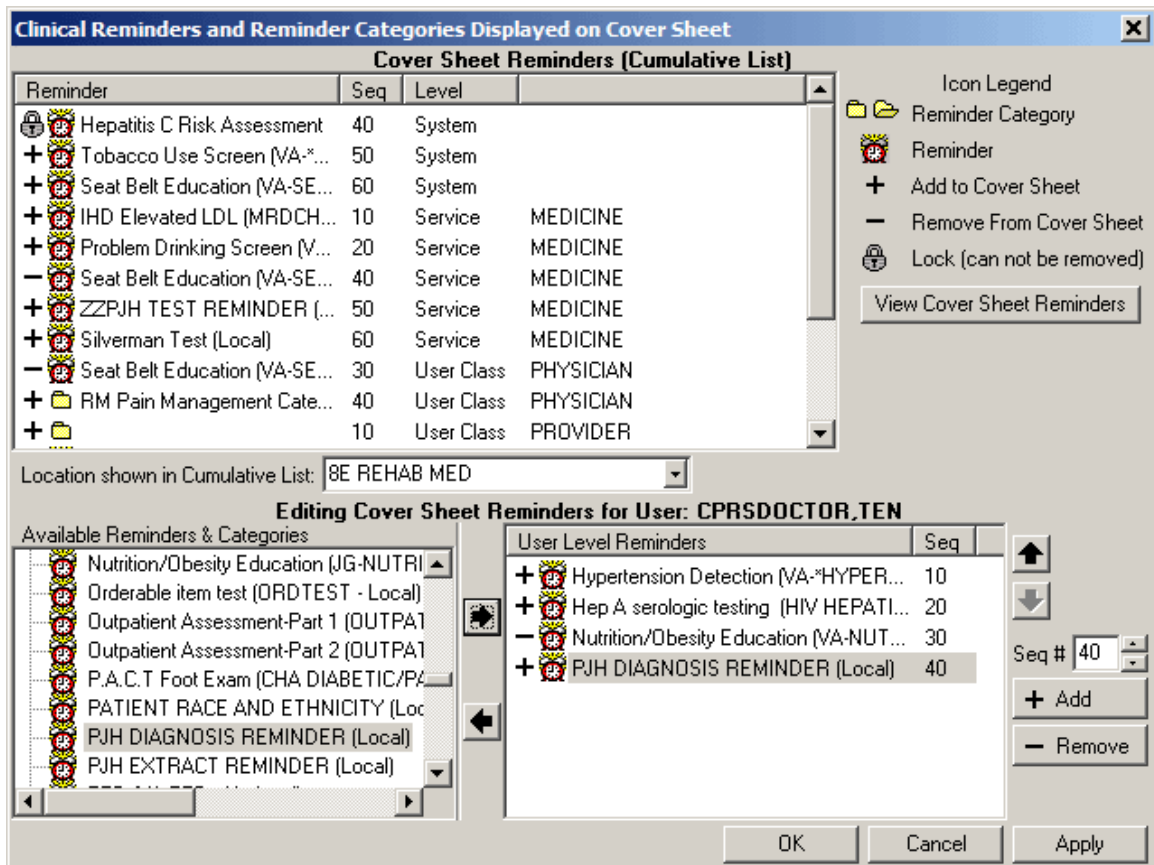 Clinical Reminders and Reminder Categories Displayed on Cover Sheet
Cover Sheet Reminders (Cumulative List)
Reminder Seq Level
Hepatitis C Risk Assessment 40 System
+ Tobacco Use Screen (VA-*... 50 System
+ Seat Belt Education (VA-SE... 60 System
+ IHD Elevated LDL (MRDCH... 10 Service MEDICINE
+ Problem Drinking Screen (V... 20 Service MEDICINE
− Seat Belt Education (VA-SE... 40 Service MEDICINE
+ ZZPJH TEST REMINDER (... 50 Service MEDICINE
+ Silverman Test (Local) 60 Service MEDICINE
− Seat Belt Education (VA-SE... 30 User Class PHYSICIAN
+ RM Pain Management Cate... 40 User Class PHYSICIAN
+ 10 User Class PROVIDER
Icon Legend
Reminder Category
Reminder
+ Add to Cover Sheet
− Remove From Cover Sheet
Lock (can not be removed)
View Cover Sheet Reminders
Location shown in Cumulative List: 8E REHAB MED
Editing Cover Sheet Reminders for User: CPRSDOCTOR,TEN
Available Reminders & Categories
Nutrition/Obesity Education (JG-NUTRI
Orderable item test (ORDTEST - Local)
Outpatient Assessment-Part 1 (OUTPAT
Outpatient Assessment-Part 2 (OUTPAT
P.A.C.T Foot Exam (CHA DIABETIC/PA
PATIENT RACE AND ETHNICITY (Loc
PJH DIAGNOSIS REMINDER (Local)
PJH EXTRACT REMINDER (Local)
User Level Reminders Seq
+ Hypertension Detection (VA-*HYPER... 10
+ Hep A serologic testing (HIV HEPATI... 20
− Nutrition/Obesity Education (VA-NUT... 30
+ PJH DIAGNOSIS REMINDER (Local) 40
Seq # 40
+ Add
− Remove
OK Cancel Apply